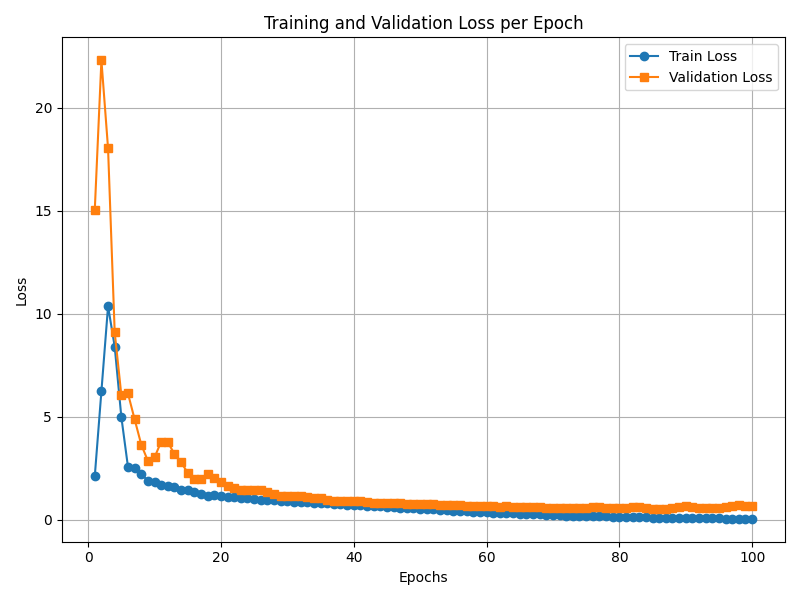 Training and Validation Loss per Epoch
Train Loss
Validation Loss
Loss
20
15
10
5
0
0 20 40 60 80 100
Epochs